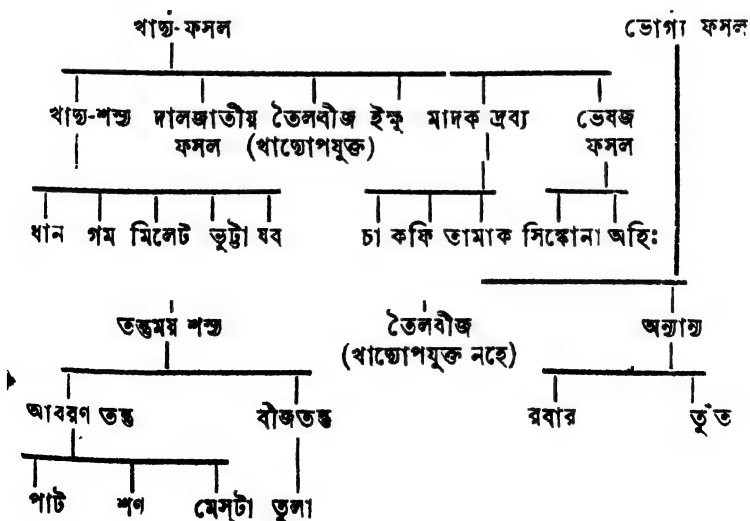 খাদ্য-ফসল ভোগ্য ফসল
খাদ্য-শস্য দালজাতীয় তৈলবীজ ইক্ষু মাদক দ্রব্য ভেষজ
ফসল (খাদ্যোপযুক্ত) ফসল
ধান গম মিলেট ভুট্টা যব চা কফি তামাক সিঙ্কোনা অহিঃ
তন্তুময় শস্য তৈলবীজ অন্যান্য
(খাদ্যোপযুক্ত নহে)
আবরণ তন্তু বীজতন্তু রবার তুঁত
পাট শণ মেস্টা তুলা